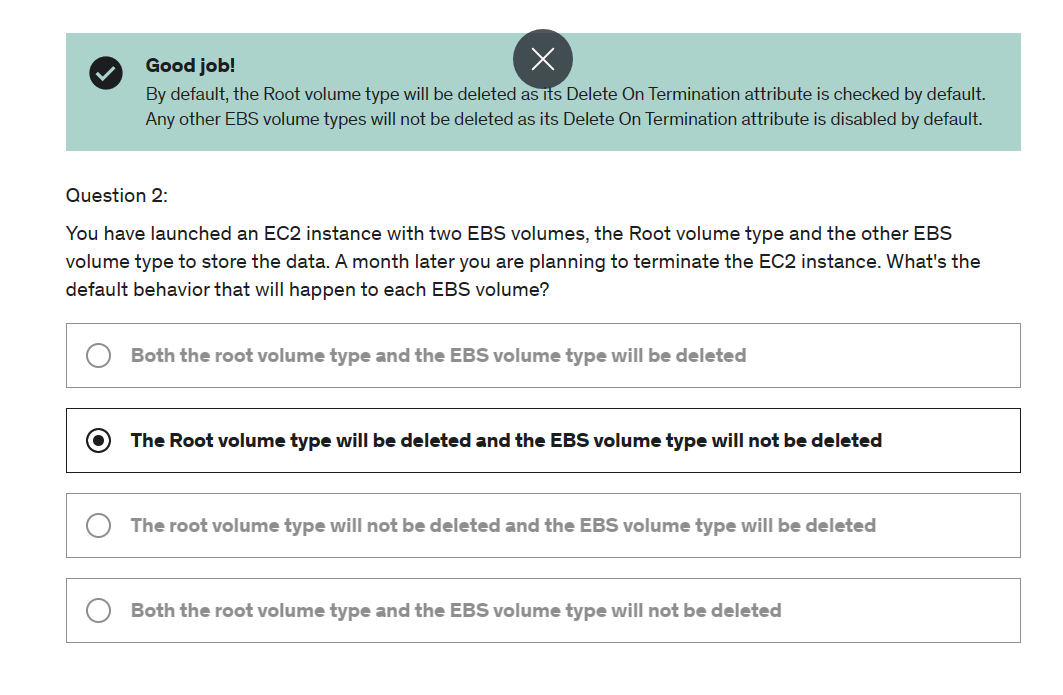 Good job!
By default, the Root volume type will be deleted as its Delete On Termination attribute is checked by default.
Any other EBS volume types will not be deleted as its Delete On Termination attribute is disabled by default.
Question 2:
You have launched an EC2 instance with two EBS volumes, the Root volume type and the other EBS
volume type to store the data. A month later you are planning to terminate the EC2 instance. What's the
default behavior that will happen to each EBS volume?
Both the root volume type and the EBS volume type will be deleted
The Root volume type will be deleted and the EBS volume type will not be deleted
The root volume type will not be deleted and the EBS volume type will be deleted
Both the root volume type and the EBS volume type will not be deleted